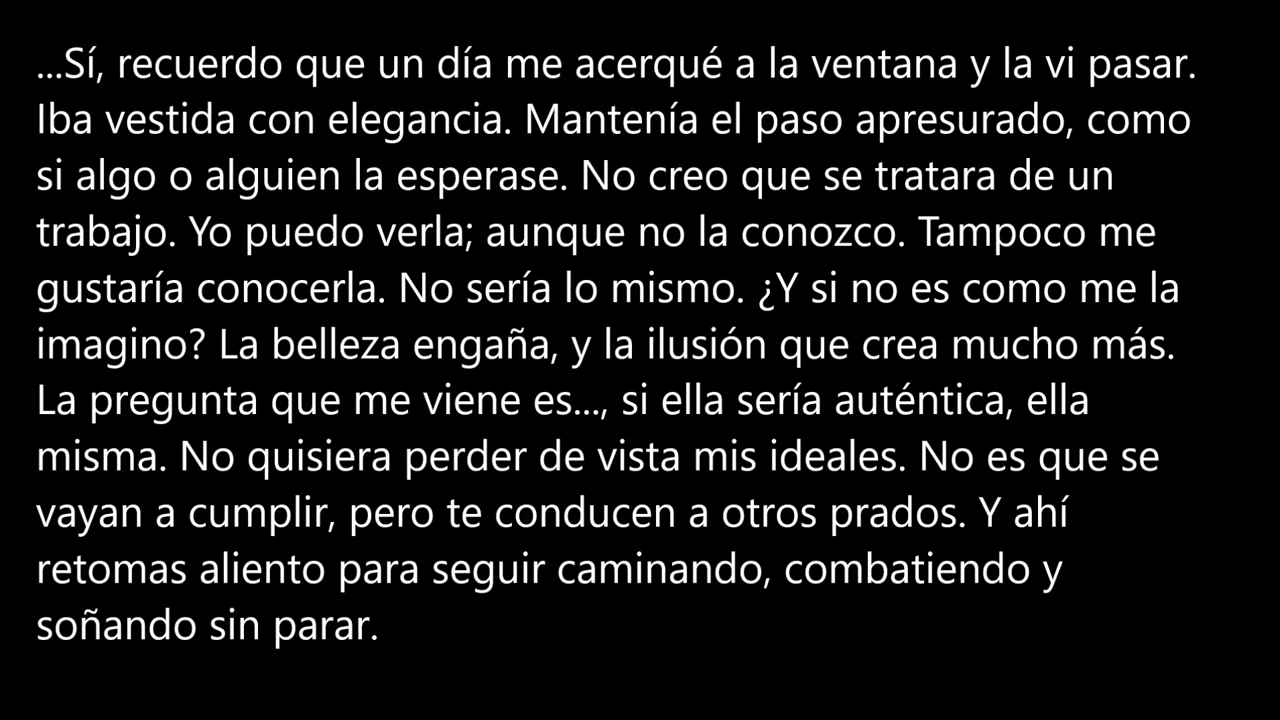 ...Sí, recuerdo que un día me acerqué a la ventana y la vi pasar.
Iba vestida con elegancia. Mantenía el paso apresurado, como
si algo o alguien la esperase. No creo que se tratara de un
trabajo. Yo puedo verla; aunque no la conozco. Tampoco me
gustaría conocerla. No sería lo mismo. ¿Y si no es como me la
imagino? La belleza engaña, y la ilusión que crea mucho más.
La pregunta que me viene es..., si ella sería auténtica, ella
misma. No quisiera perder de vista mis ideales. No es que se
vayan a cumplir, pero te conducen a otros prados. Y ahí
retomas aliento para seguir caminando, combatiendo y
soñando sin parar.